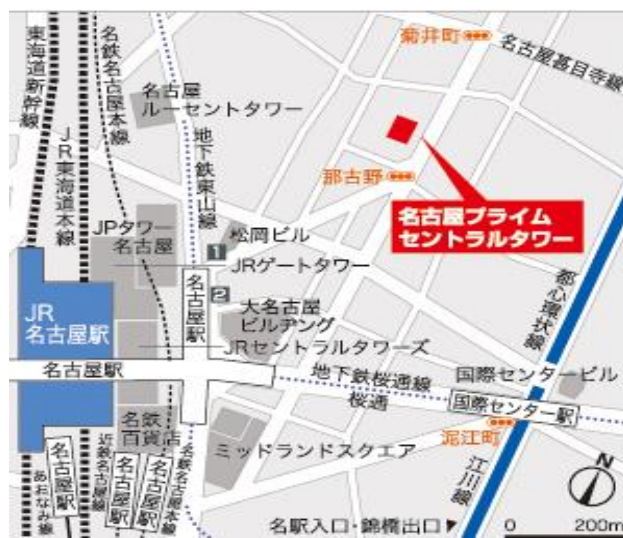 菊井町
名古屋甚目寺線
東海道新幹線
名鉄名古屋本線
名古屋
ルーセントタワー
地下鉄東山線
JR東海道本線
那古野
名古屋プライム
セントラルタワー
JPタワー
名古屋
松岡ビル
1
JRゲートタワー
都心環状線
2
名古屋駅
大名古屋
ビルヂング
JR
名古屋駅
JRセントラルタワーズ
名古屋駅
地下鉄桜通線
桜通
国際センタービル
国際センター駅
名鉄
百貨店
泥江町
ミッドランドスクエア
名古屋駅
あおなみ線
近鉄名古屋線
名古屋駅
名古屋駅
名鉄名古屋本線
江川線
N
名駅入口・錦橋出口
0 200m